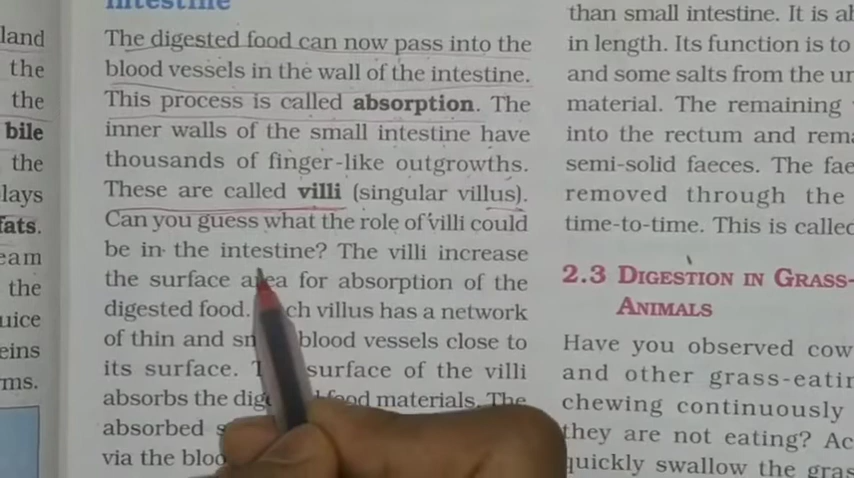 intestine
The digested food can now pass into the
blood vessels in the wall of the intestine.
This process is called absorption. The
inner walls of the small intestine have
thousands of finger-like outgrowths.
These are called villi (singular villus).
Can you guess what the role of villi could
be in the intestine? The villi increase
the surface area for absorption of the
digested food. villus has a network
of thin and blood vessels close to
its surface. surface of the villi
absorbs the food materials. The
absorbed
via the
land
the
the
bile
the
fats.
the
than small intestine. It is
in length. Its function is to
and some salts from the
material. The remaining
into the rectum and
semi-solid faeces. The
removed through the
time-to-time. This is called
2.3 DIGESTION IN GRASS-
ANIMALS
Have you observed
and other
chewing continuously
they are not eating?
quickly swallow the